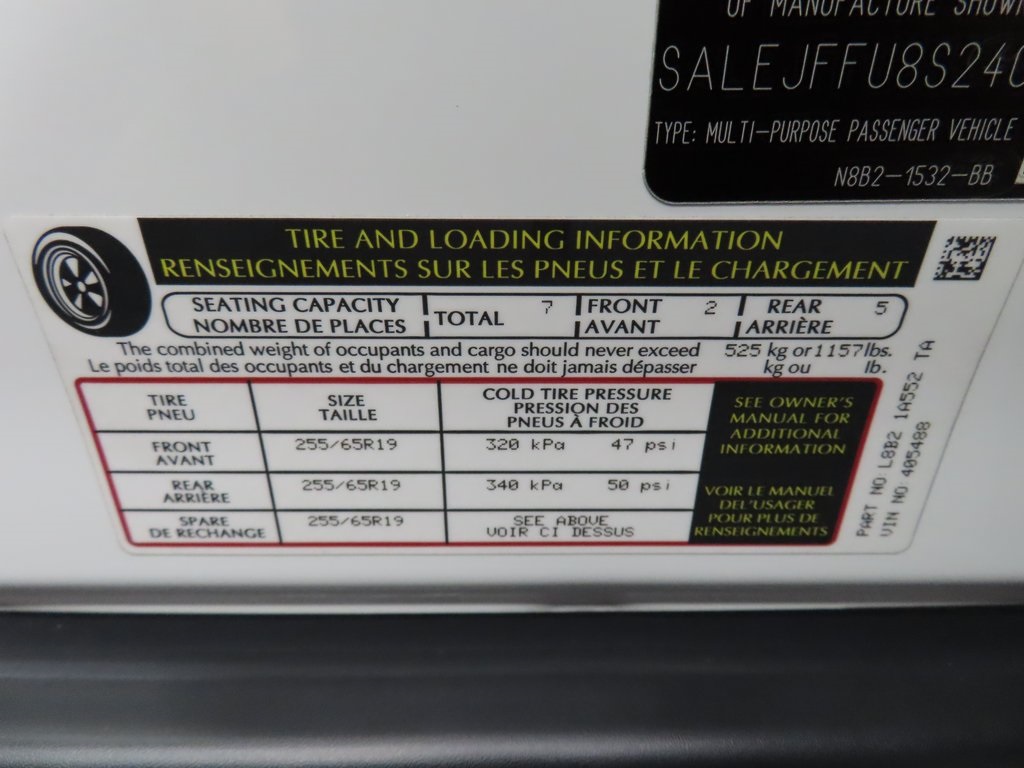 OF MANUFACTURE SHOWN
SALEJFFU8S240
TYPE: MULTI-PURPOSE PASSENGER VEHICLE
N8B2-1532-BB
TIRE AND LOADING INFORMATION
RENSEIGNEMENTS SUR LES PNEUS ET LE CHARGEMENT
SEATING CAPACITY
NOMBRE DE PLACES
TOTAL 7
FRONT
AVANT
2
REAR
ARRIÈRE
5
The combined weight of occupants and cargo should never exceed 525 kg or 1157 lbs.
Le poids total des occupants et du chargement ne doit jamais dépasser kg ou lb.
TIRE
PNEU
SIZE
TAILLE
COLD TIRE PRESSURE
PRESSION DES
PNEUS À FROID
FRONT
AVANT
255/65R19
320 kPa 47 psi
REAR
ARRIÈRE
255/65R19
340 kPa 50 psi
SPARE
DE RECHANGE
255/65R19
SEE ABOVE
VOIR CI DESSUS
SEE OWNER'S
MANUAL FOR
ADDITIONAL
INFORMATION
VOIR LE MANUEL
DEL'USAGER
POUR PLUS DE
RENSEIGNEMENTS
PART NO: L8B2 1A552 TA
VIN NO: 405488